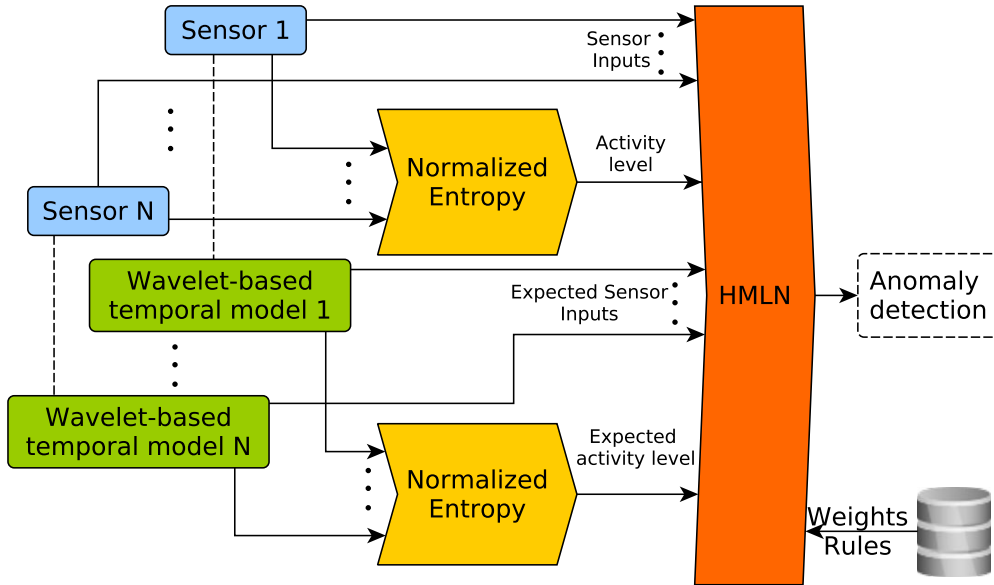 Sensor 1
Sensor
Inputs
Normalized
Entropy
Activity
level
Sensor N
Wavelet-based
temporal model 1
Expected Sensor
Inputs
HMLN
Anomaly
detection
Wavelet-based
temporal model N
Normalized
Entropy
Expected
activity level
Weights
Rules